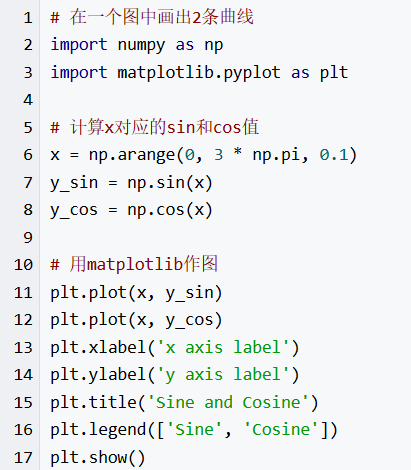 1 # 在一个图中画出2条曲线
2 import numpy as np
3 import matplotlib.pyplot as plt
4
5 # 计算x对应的sin和cos值
6 x = np.arange(0, 3 * np.pi, 0.1)
7 y_sin = np.sin(x)
8 y_cos = np.cos(x)
9
10 # 用matplotlib作图
11 plt.plot(x, y_sin)
12 plt.plot(x, y_cos)
13 plt.xlabel('x axis label')
14 plt.ylabel('y axis label')
15 plt.title('Sine and Cosine')
16 plt.legend(['Sine', 'Cosine'])
17 plt.show()